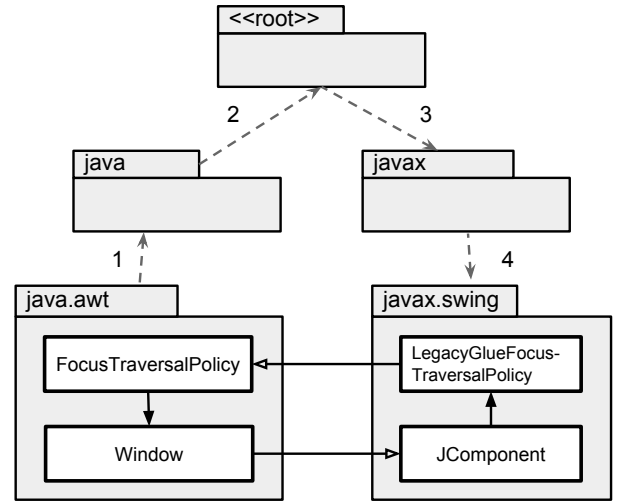 <<root>>
2
3
java
javax
1
4
java.awt
javax.swing
FocusTraversalPolicy
LegacyGlueFocus-
TraversalPolicy
Window
JComponent